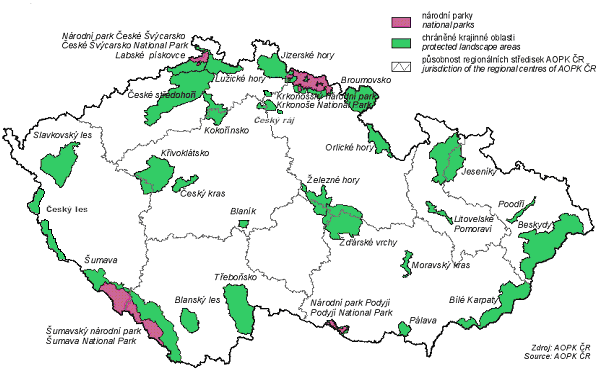 Národní park České Švýcarsko
České Švýcarsko National Park
Labské pískovce
Lužické hory
Jizerské hory
národní parky
national parks
chráněné krajinné oblasti
protected landscape areas
působnost regionálních středisek AOPK ČR
jurisdiction of the regional centres of AOPK ČR
České středohoří
Krkonošský národní park
Krkonoše National Park
Broumovsko
Kokořínsko
Český ráj
Slavkovský les
Křivoklátsko
Orlické hory
Český kras
Železné hory
Jeseníky
Český les
Blaník
Žďárské vrchy
Litovelské
Pomoraví
Poodří
Beskydy
Moravský kras
Šumava
Třeboňsko
Blanský les
Národní park Podyjí
Podyjí National Park
Bílé Karpaty
Pálava
Šumavský národní park
Šumava National Park
Zdroj: AOPK ČR
Source: AOPK ČR